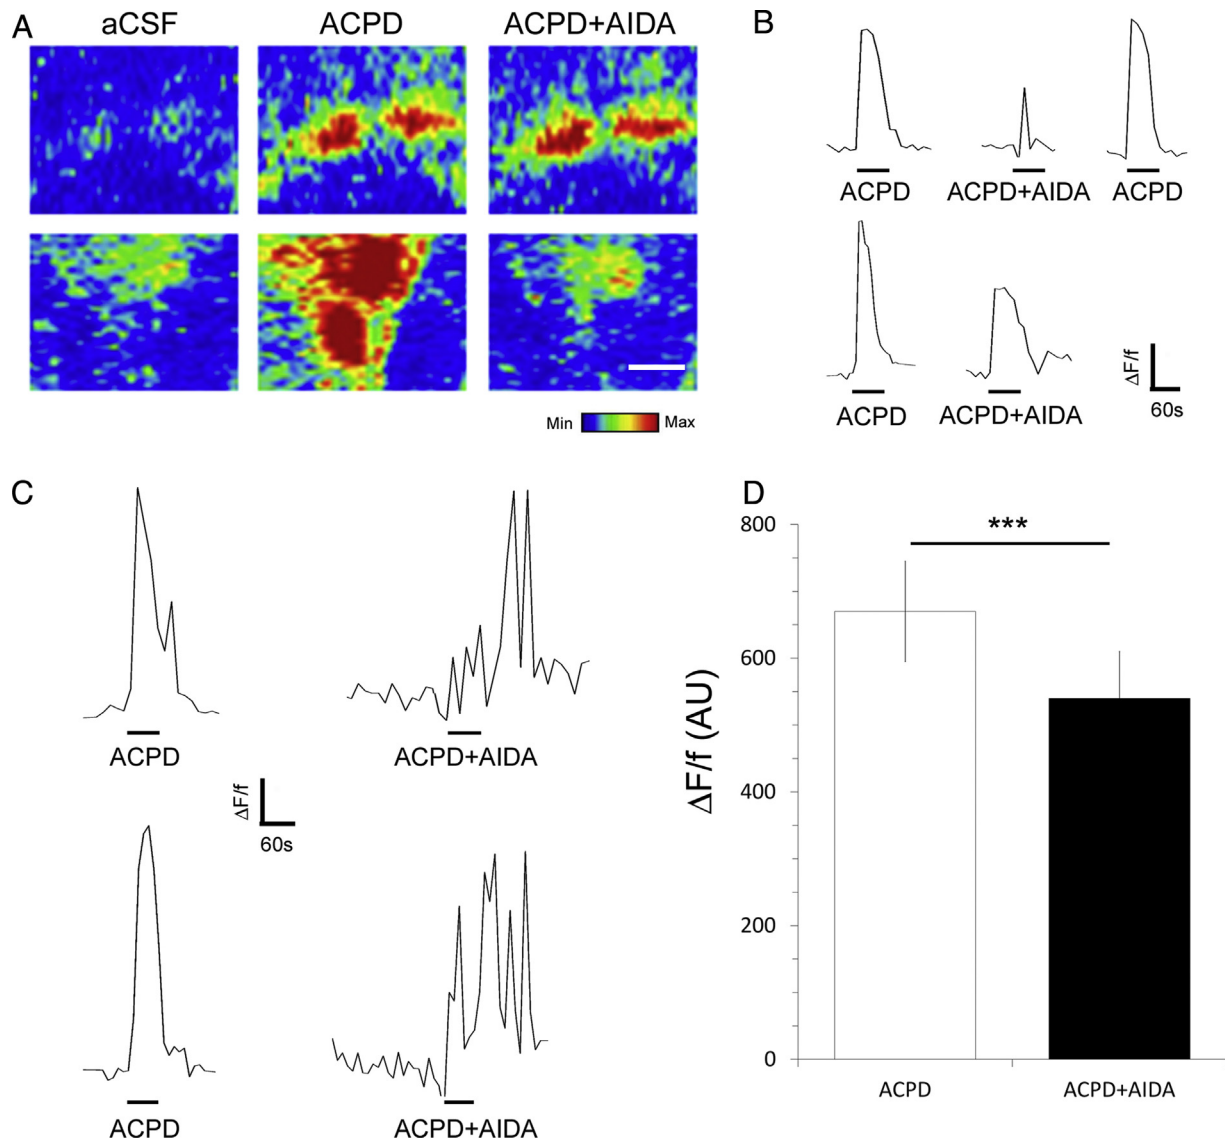 A
aCSF
ACPD
ACPD+AIDA
Min
Max
B
ACPD
ACPD+AIDA
ACPD
ACPD
ACPD+AIDA
ΔF/f
60s
C
ACPD
ACPD+AIDA
ΔF/f
60s
ACPD
ACPD+AIDA
D
***
800
600
400
200
0
ΔF/f (AU)
ACPD
ACPD+AIDA